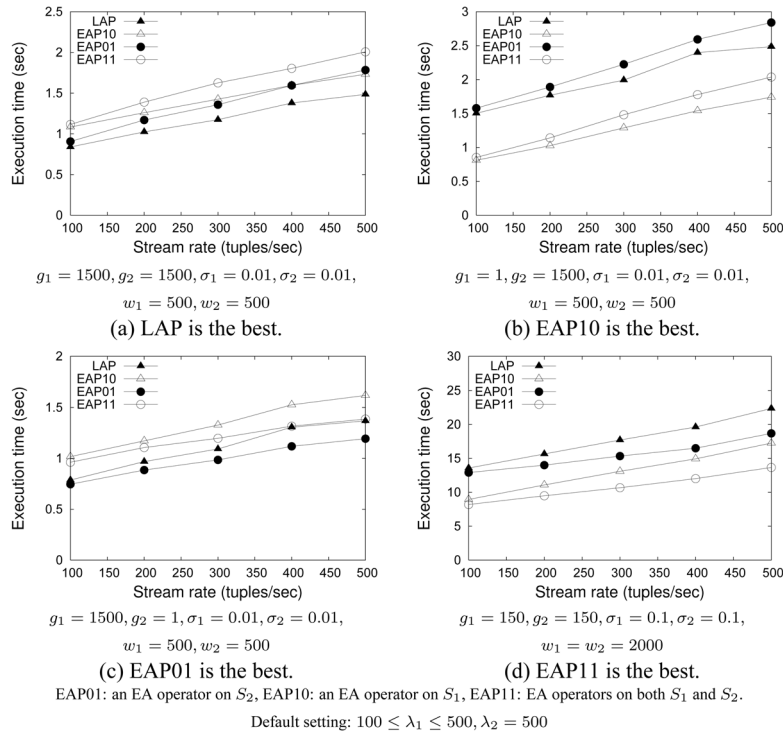 LAP
EAP10
EAP01
EAP11
Execution time (sec)
2.5
2
1.5
1
0.5
0
100 150 200 250 300 350 400 450 500
Stream rate (tuples/sec)
g₁ = 1500, g₂ = 1500, σ₁ = 0.01, σ₂ = 0.01,
w₁ = 500, w₂ = 500
(a) LAP is the best.
LAP
EAP10
EAP01
EAP11
Execution time (sec)
3
2.5
2
1.5
1
0.5
0
100 150 200 250 300 350 400 450 500
Stream rate (tuples/sec)
g₁ = 1, g₂ = 1500, σ₁ = 0.01, σ₂ = 0.01,
w₁ = 500, w₂ = 500
(b) EAP10 is the best.
LAP
EAP10
EAP01
EAP11
Execution time (sec)
2
1.5
1
0.5
0
100 150 200 250 300 350 400 450 500
Stream rate (tuples/sec)
g₁ = 1500, g₂ = 1, σ₁ = 0.01, σ₂ = 0.01,
w₁ = 500, w₂ = 500
(c) EAP01 is the best.
LAP
EAP10
EAP01
EAP11
Execution time (sec)
30
25
20
15
10
5
0
100 150 200 250 300 350 400 450 500
Stream rate (tuples/sec)
g₁ = 150, g₂ = 150, σ₁ = 0.1, σ₂ = 0.1,
w₁ = w₂ = 2000
(d) EAP11 is the best.
EAP01: an EA operator on S₂, EAP10: an EA operator on S₁, EAP11: EA operators on both S₁ and S₂.
Default setting: 100 ≤ λ₁ ≤ 500, λ₂ = 500